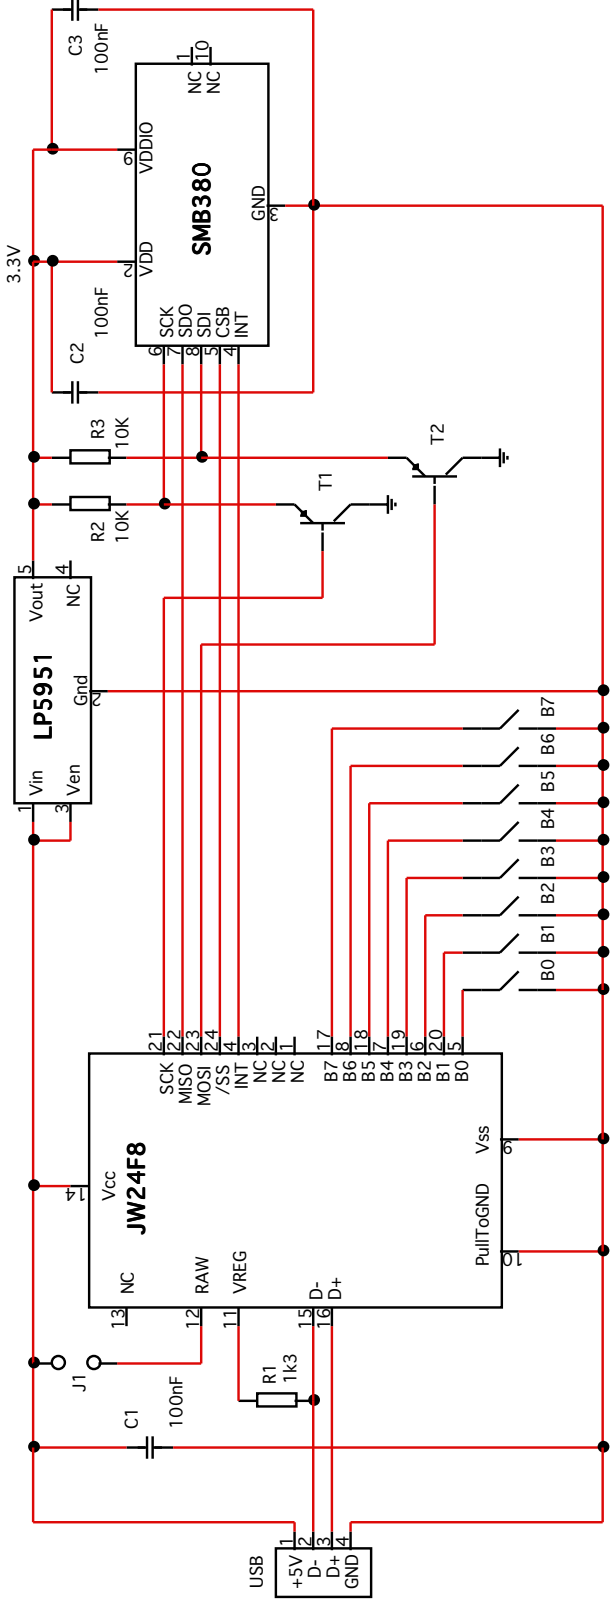 USB
1 +5V
2 D-
3 D+
4 GND
C1
100nF
J1
R1
1k3
JW24F8
14 Vcc
13 NC
12 RAW
11 VREG
15 D-
16 D+
10 PullToGND
9 Vss
SCK 21
MISO 22
MOSI 23
/SS 24
INT 4
NC 3
NC 2
NC 1
B7 17
B6 8
B5 18
B4 7
B3 19
B2 6
B1 20
B0 5
B0
B1
B2
B3
B4
B5
B6
B7
LP5951
1 Vin
3 Ven
Vout 5
NC 4
Gnd 2
R2
10K
R3
10K
T1
T2
3.3V
C2
100nF
SMB380
6 SCK
7 SDO
8 SDI
5 CSB
4 INT
2 VDD
9 VDDIO
GND 3
NC 1
NC 10
C3
100nF